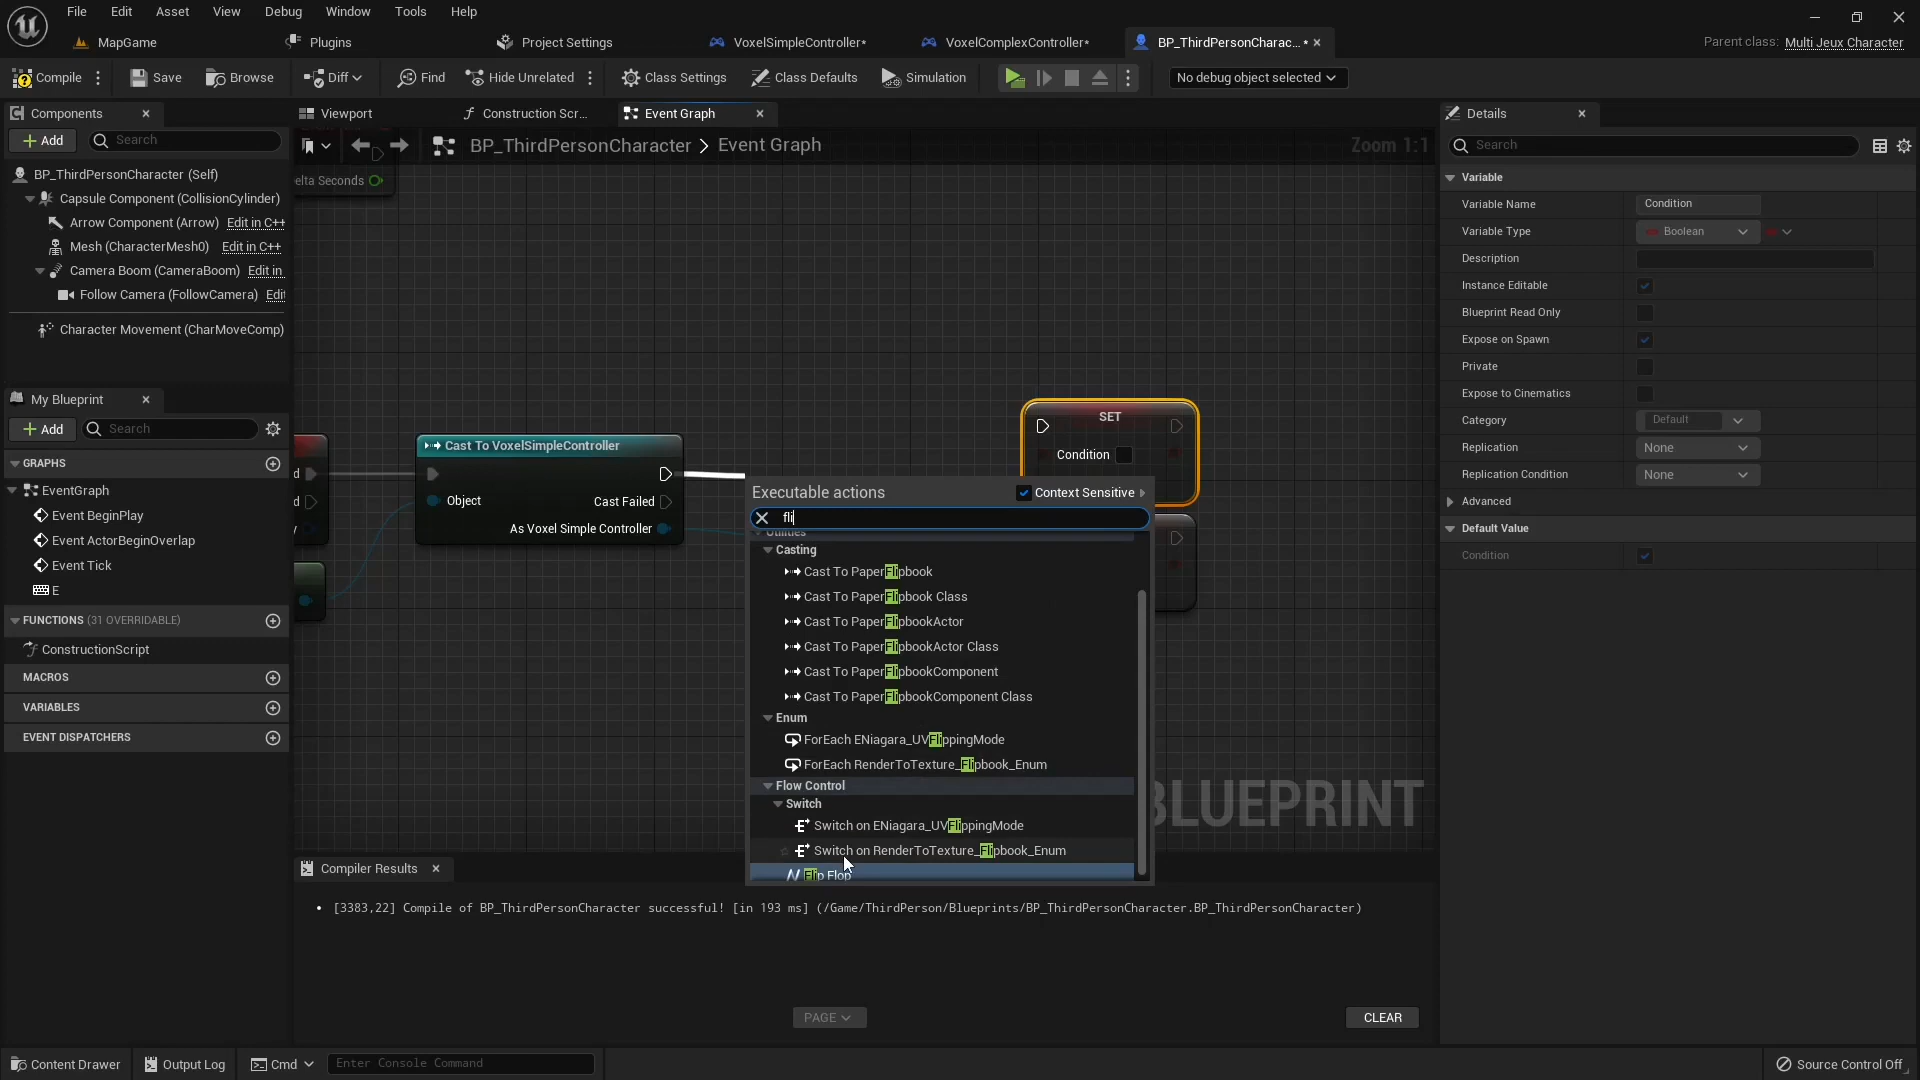 File Edit Asset View Debug Window Tools Help
MapGame Plugins Project Settings VoxelSimpleController* VoxelComplexController* BP_ThirdPersonCharac... *
Parent class: Multi Jeux Character
Compile Save Browse Diff Find Hide Unrelated Class Settings Class Defaults Simulation No debug object selected
Components
Add Search
BP_ThirdPersonCharacter (Self)
Capsule Component (CollisionCylinder)
Arrow Component (Arrow) Edit in C++
Mesh (CharacterMesh0) Edit in C++
Camera Boom (CameraBoom) Edit in
Follow Camera (FollowCamera) Edit
Character Movement (CharMoveComp)
My Blueprint
Add Search
GRAPHS
EventGraph
Event BeginPlay
Event ActorBeginOverlap
Event Tick
E
FUNCTIONS (31 OVERRIDABLE)
ConstructionScript
MACROS
VARIABLES
EVENT DISPATCHERS
Viewport Construction Scr... Event Graph
BP_ThirdPersonCharacter > Event Graph
Zoom 1:1
elta Seconds
d
d
Cast To VoxelSimpleController
Object
Cast Failed
As Voxel Simple Controller
SET
Condition
Executable actions
Context Sensitive
fli
Utilities
Casting
Cast To PaperFlipbook
Cast To PaperFlipbook Class
Cast To PaperFlipbookActor
Cast To PaperFlipbookActor Class
Cast To PaperFlipbookComponent
Cast To PaperFlipbookComponent Class
Enum
ForEach ENiagara_UVFlippingMode
ForEach RenderToTexture_Flipbook_Enum
Flow Control
Switch
Switch on ENiagara_UVFlippingMode
Switch on RenderToTexture_Flipbook_Enum
Flip Flop
BLUEPRINT
Compiler Results
[3383,22] Compile of BP_ThirdPersonCharacter successful! [in 193 ms] (/Game/ThirdPerson/Blueprints/BP_ThirdPersonCharacter.BP_ThirdPersonCharacter)
PAGE
CLEAR
Details
Search
Variable
Variable Name Condition
Variable Type Boolean
Description
Instance Editable
Blueprint Read Only
Expose on Spawn
Private
Expose to Cinematics
Category Default
Replication None
Replication Condition None
Advanced
Default Value
Condition
Content Drawer Output Log Cmd Enter Console Command Source Control Off